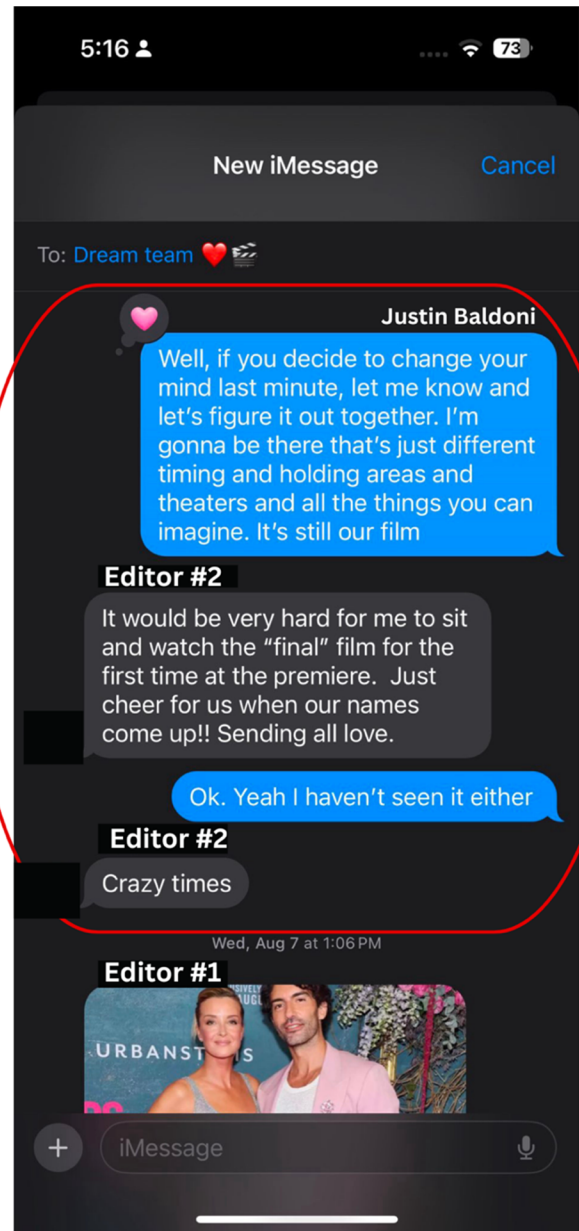 5:16
73
New iMessage
Cancel
To: Dream team ❤️🎬
Justin Baldoni
Well, if you decide to change your
mind last minute, let me know and
let’s figure it out together. I’m
gonna be there that’s just different
timing and holding areas and
theaters and all the things you can
imagine. It’s still our film
Editor #2
It would be very hard for me to sit
and watch the “final” film for the
first time at the premiere.  Just
cheer for us when our names
come up!! Sending all love.
Ok. Yeah I haven’t seen it either
Editor #2
Crazy times
Wed, Aug 7 at 1:06 PM
Editor #1
URBANST
S
iMessage